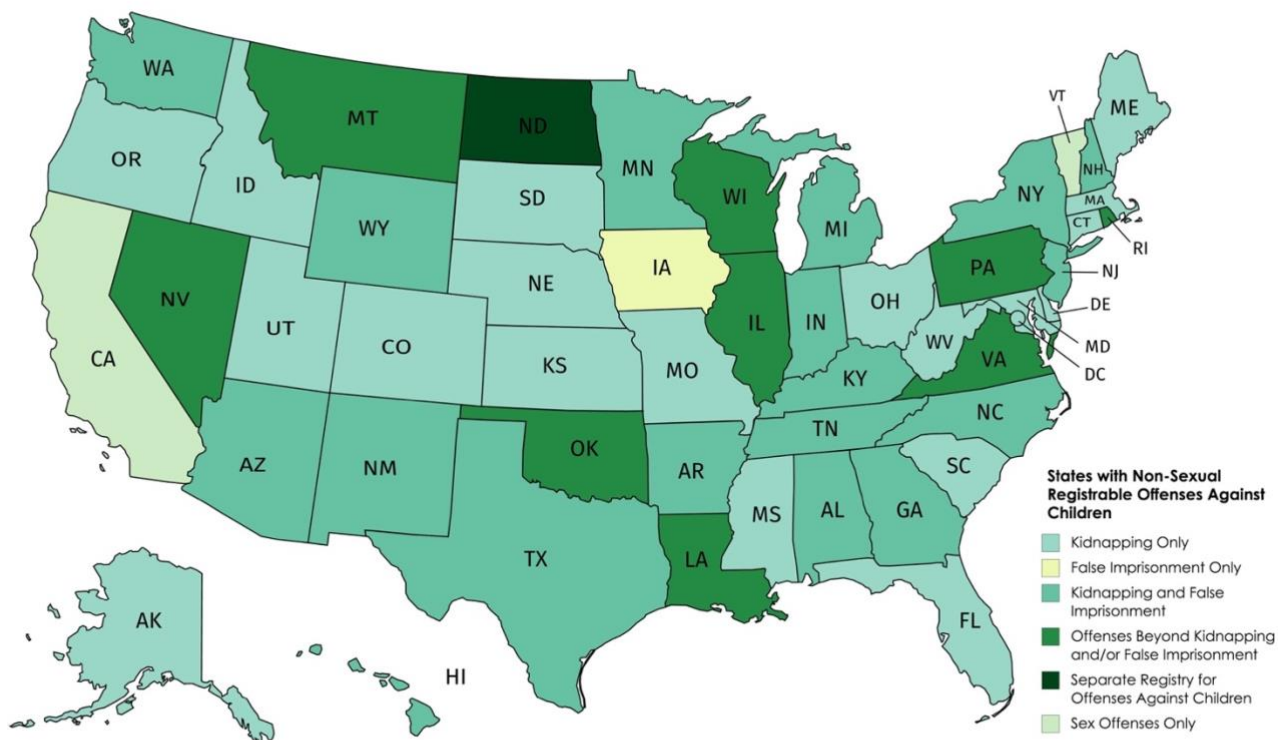 WA
MT
ND
MN
VT
ME
OR
ID
SD
WI
NH
NY
MA
WY
MI
CT
RI
IA
PA
NE
NJ
NV
OH
DE
UT
IL
IN
CO
WV
MD
CA
KS
MO
VA
DC
KY
NC
TN
OK
AZ
NM
AR
SC
MS
AL
GA
TX
LA
AK
FL
HI
States with Non-Sexual
Registrable Offenses Against
Children
Kidnapping Only
False Imprisonment Only
Kidnapping and False
Imprisonment
Offenses Beyond Kidnapping
and/or False Imprisonment
Separate Registry for
Offenses Against Children
Sex Offenses Only